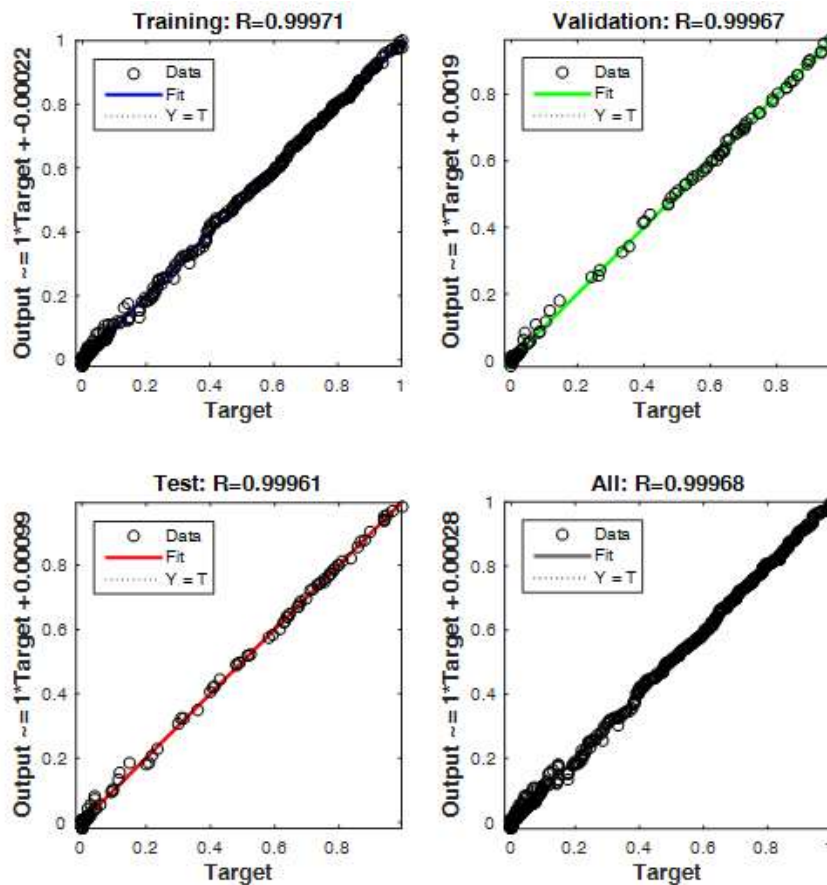 Training: R=0.99971
Output ~= 1*Target +-0.00022
1
0.8
0.6
0.4
0.2
0
Data
Fit
Y = T
0 0.2 0.4 0.6 0.8 1
Target
Validation: R=0.99967
Output ~= 1*Target + 0.0019
0.8
0.6
0.4
0.2
0
Data
Fit
Y = T
0 0.2 0.4 0.6 0.8
Target
Test: R=0.99961
Output ~= 1*Target + 0.00099
0.8
0.6
0.4
0.2
0
Data
Fit
Y = T
0 0.2 0.4 0.6 0.8
Target
All: R=0.99968
Output ~= 1*Target + 0.00028
1
0.8
0.6
0.4
0.2
0
Data
Fit
Y = T
0 0.2 0.4 0.6 0.8
Target